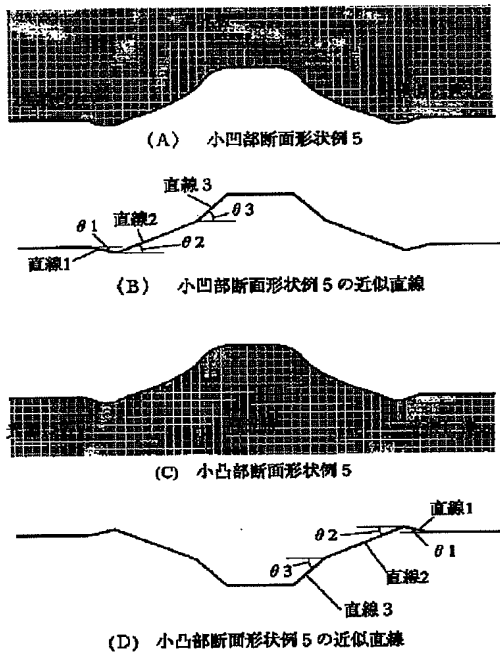 (A) 小凹部断面形状例5
直線3
θ3
θ1
直線2
θ2
直線1
(B) 小凹部断面形状例5の近似直線
(C) 小凸部断面形状例5
直線1
θ2
θ1
θ3
直線2
直線3
(D) 小凸部断面形状例5の近似直線